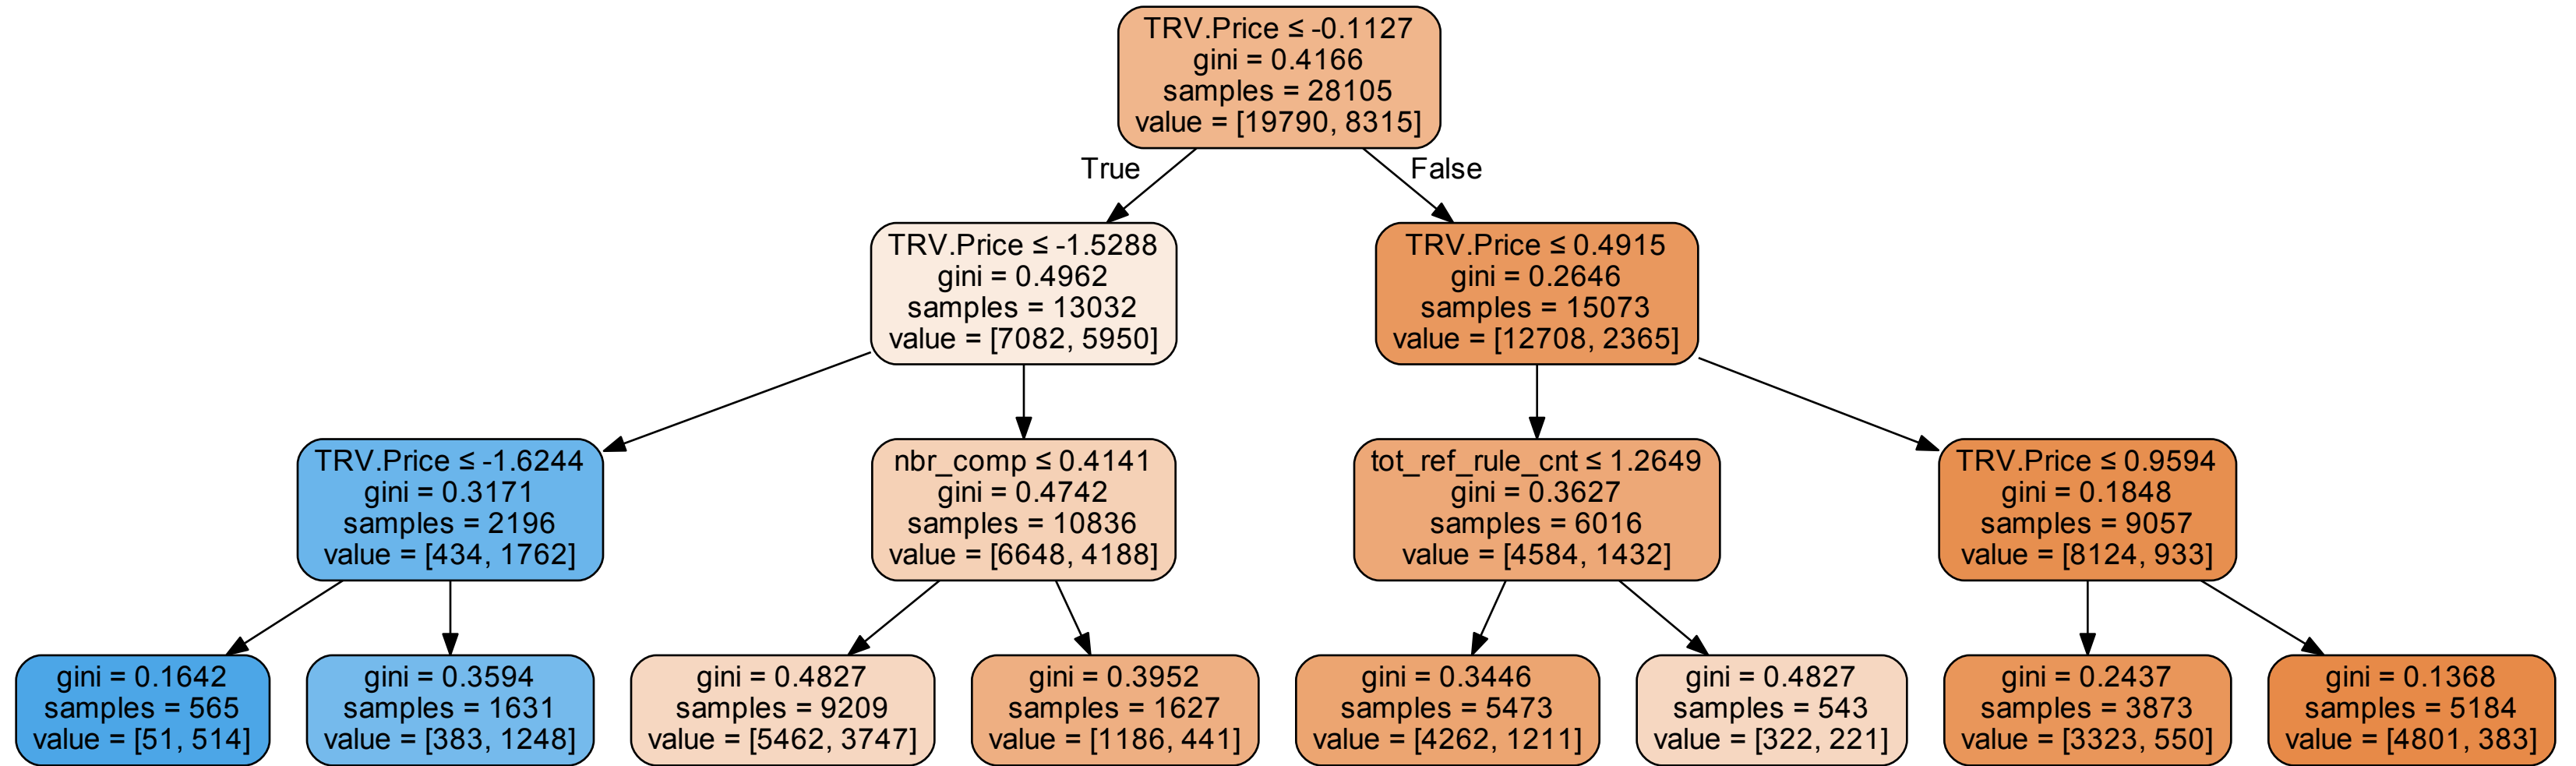 TRV.Price ≤ -0.1127
gini = 0.4166
samples = 28105
value = [19790, 8315]
True
False
TRV.Price ≤ -1.5288
gini = 0.4962
samples = 13032
value = [7082, 5950]
TRV.Price ≤ 0.4915
gini = 0.2646
samples = 15073
value = [12708, 2365]
TRV.Price ≤ -1.6244
gini = 0.3171
samples = 2196
value = [434, 1762]
nbr_comp ≤ 0.4141
gini = 0.4742
samples = 10836
value = [6648, 4188]
tot_ref_rule_cnt ≤ 1.2649
gini = 0.3627
samples = 6016
value = [4584, 1432]
TRV.Price ≤ 0.9594
gini = 0.1848
samples = 9057
value = [8124, 933]
gini = 0.1642
samples = 565
value = [51, 514]
gini = 0.3594
samples = 1631
value = [383, 1248]
gini = 0.4827
samples = 9209
value = [5462, 3747]
gini = 0.3952
samples = 1627
value = [1186, 441]
gini = 0.3446
samples = 5473
value = [4262, 1211]
gini = 0.4827
samples = 543
value = [322, 221]
gini = 0.2437
samples = 3873
value = [3323, 550]
gini = 0.1368
samples = 5184
value = [4801, 383]